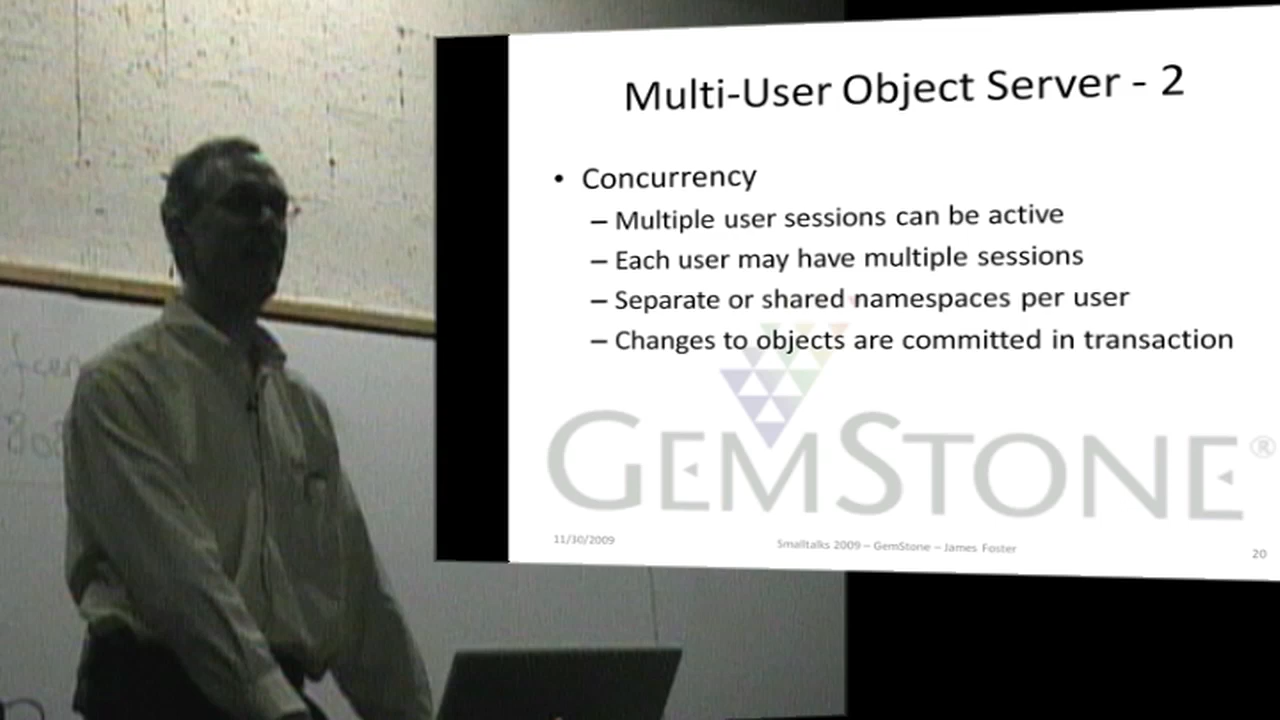 Multi-User Object Server - 2
• Concurrency
– Multiple user sessions can be active
– Each user may have multiple sessions
– Separate or shared namespaces per user
– Changes to objects are committed in transaction
GEMSTONE®
11/30/2009
Smalltalks 2009 – GemStone – James Foster
20